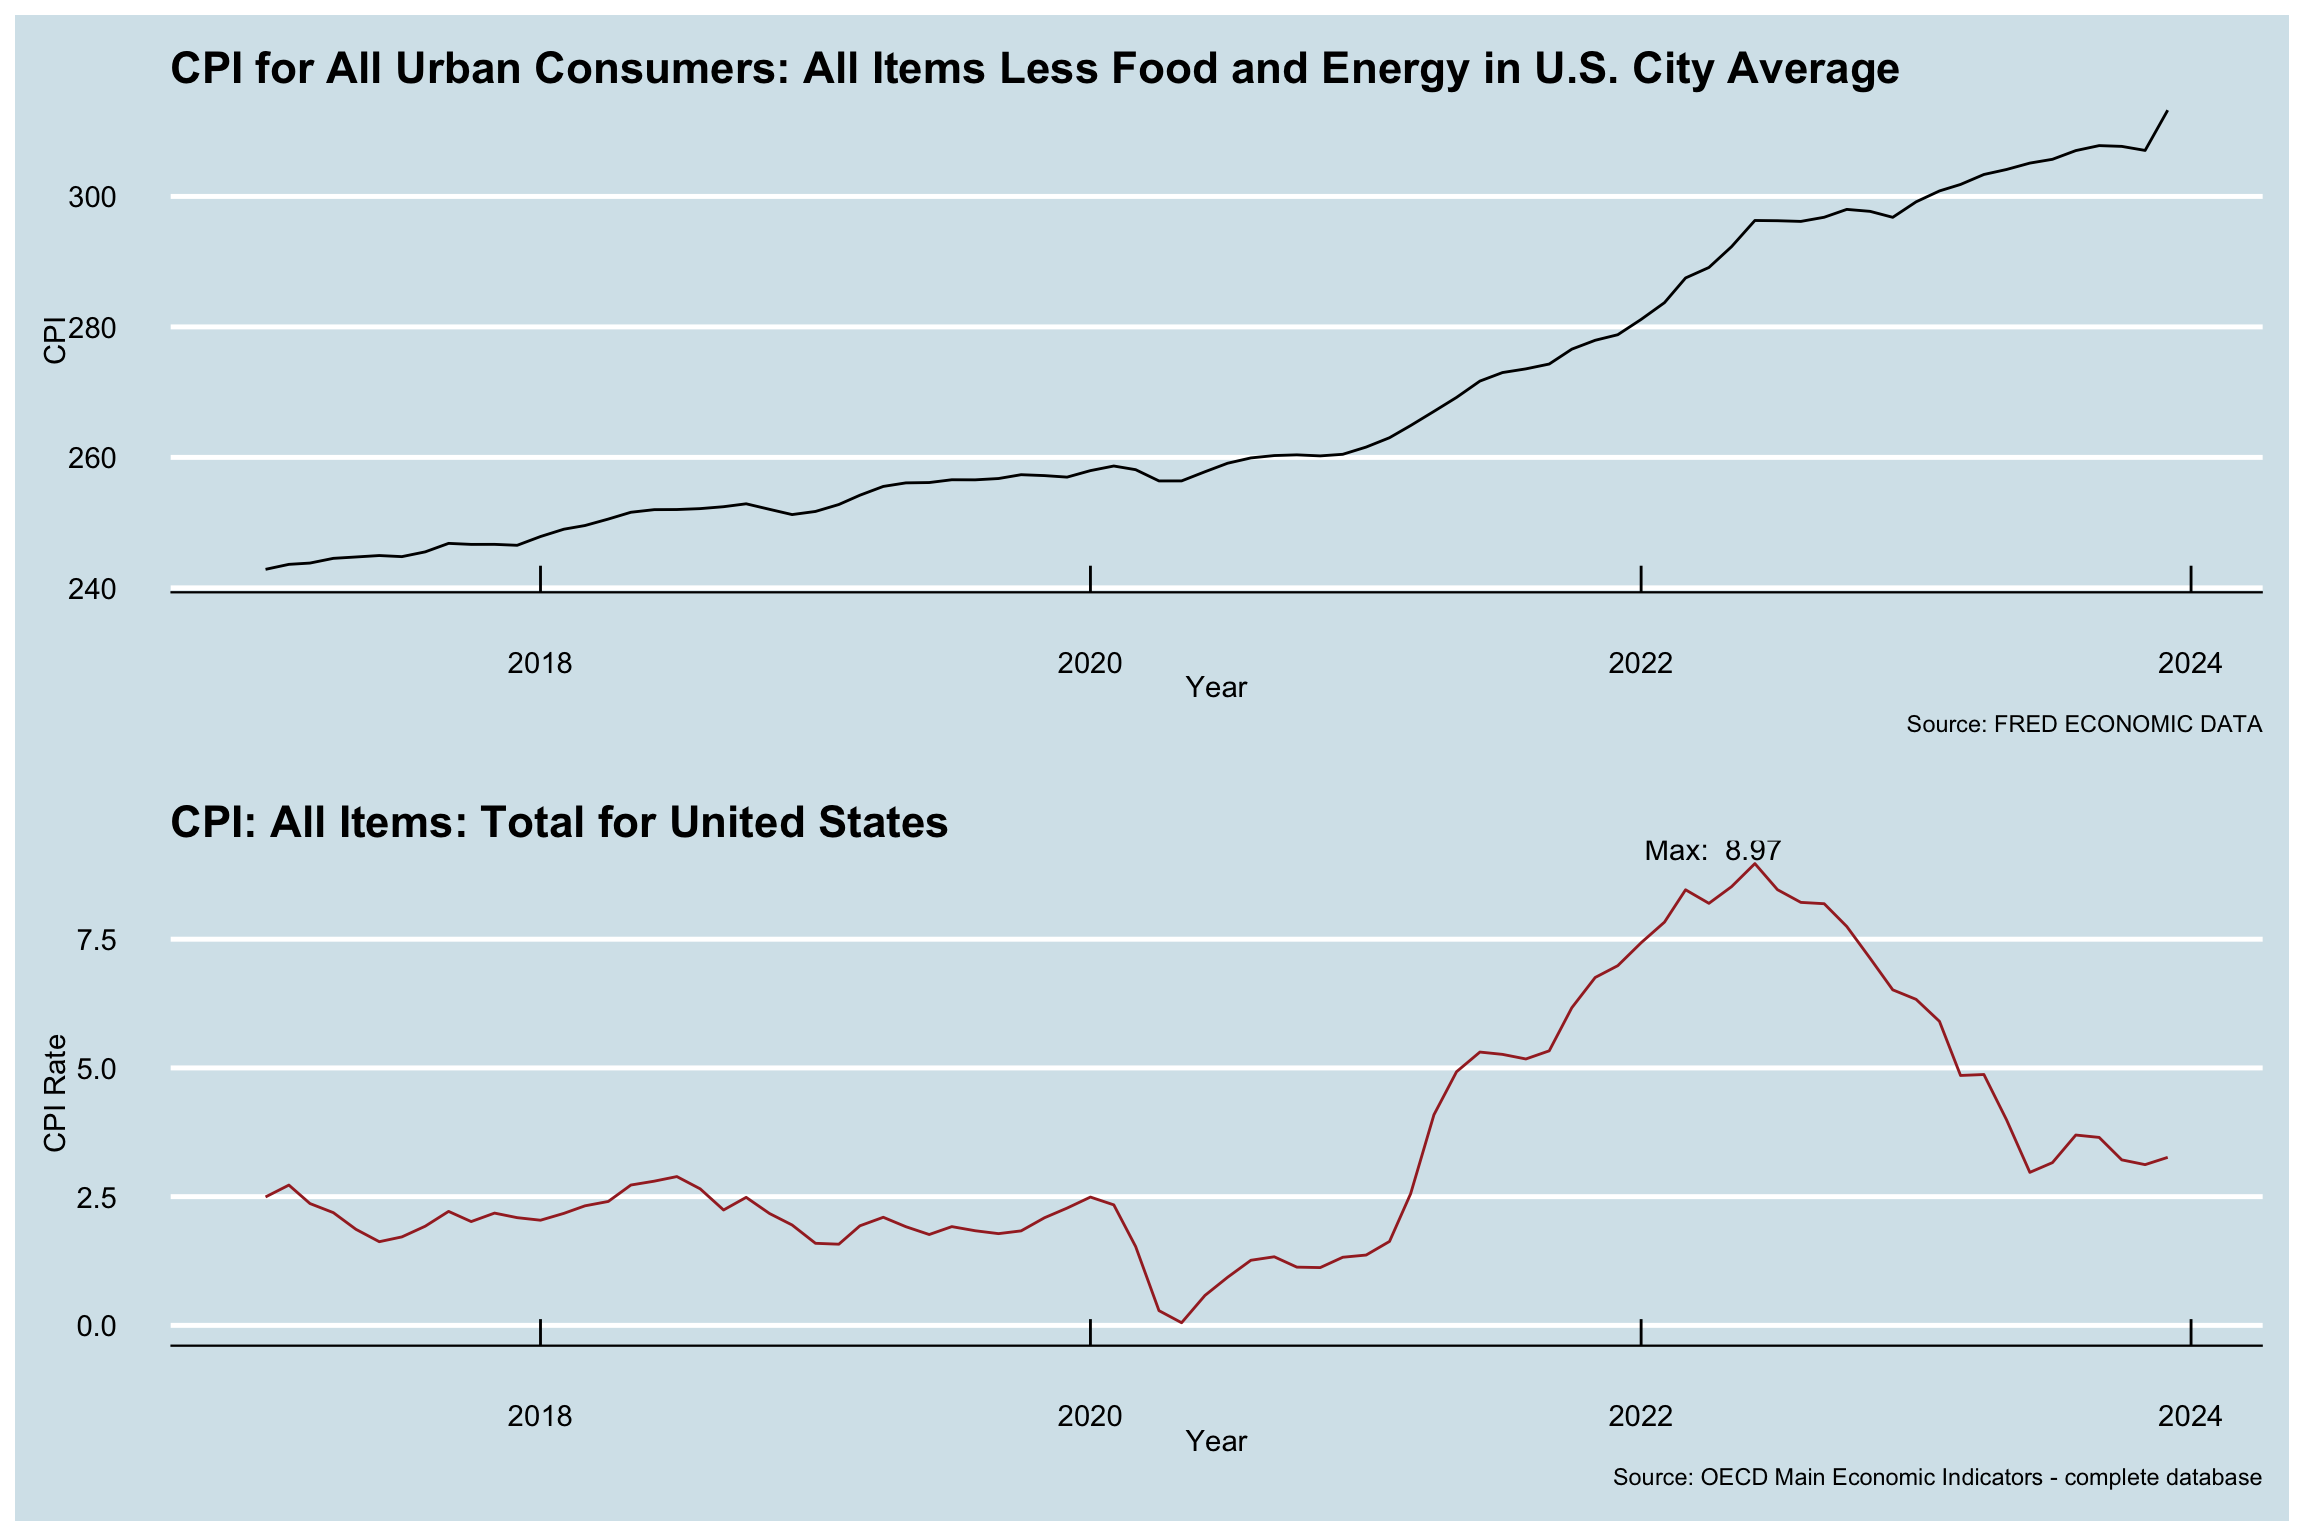 CPI for All Urban Consumers: All Items Less Food and Energy in U.S. City Average
300
280
260
240
CPI
2018 2020 2022 2024
Year
Source: FRED ECONOMIC DATA
CPI: All Items: Total for United States
Max: 8.97
7.5
5.0
2.5
0.0
CPI Rate
2018 2020 2022 2024
Year
Source: OECD Main Economic Indicators - complete database